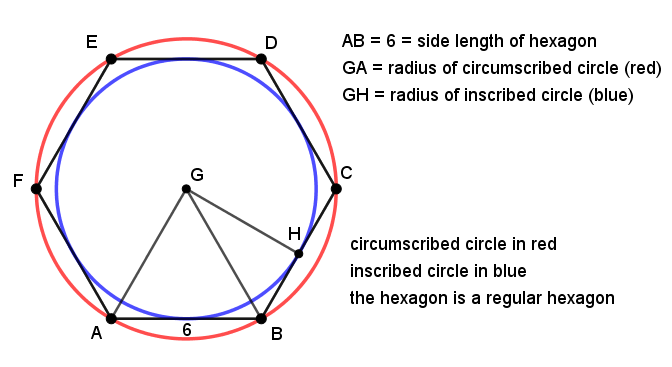 E
D
F
G
C
H
A
6
B
AB = 6 = side length of hexagon
GA = radius of circumscribed circle (red)
GH = radius of inscribed circle (blue)
circumscribed circle in red
inscribed circle in blue
the hexagon is a regular hexagon